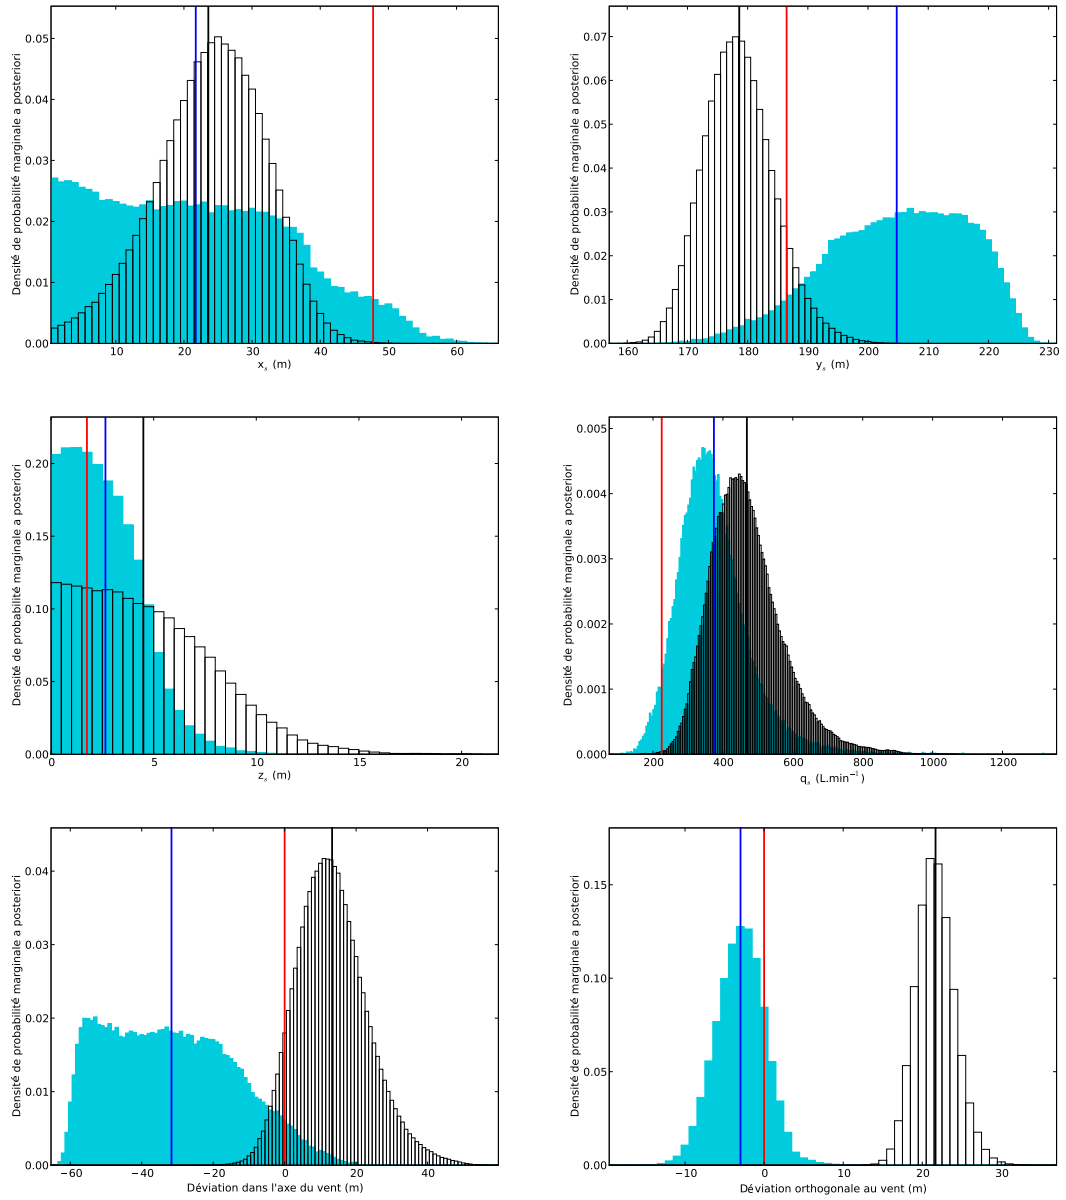 Densité de probabilité marginale a posteriori
0.05
0.04
0.03
0.02
0.01
0.00
10 20 30 40 50 60
xₛ (m)
Densité de probabilité marginale a posteriori
0.07
0.06
0.05
0.04
0.03
0.02
0.01
0.00
160 170 180 190 200 210 220 230
yₛ (m)
Densité de probabilité marginale a posteriori
0.20
0.15
0.10
0.05
0.00
0 5 10 15 20
zₛ (m)
Densité de probabilité marginale a posteriori
0.005
0.004
0.003
0.002
0.001
0.000
200 400 600 800 1000 1200
qₛ (L.min⁻¹)
Densité de probabilité marginale a posteriori
0.04
0.03
0.02
0.01
0.00
−60 −40 −20 0 20 40
Déviation dans l'axe du vent (m)
Densité de probabilité marginale a posteriori
0.15
0.10
0.05
0.00
−10 0 10 20 30
Déviation orthogonale au vent (m)